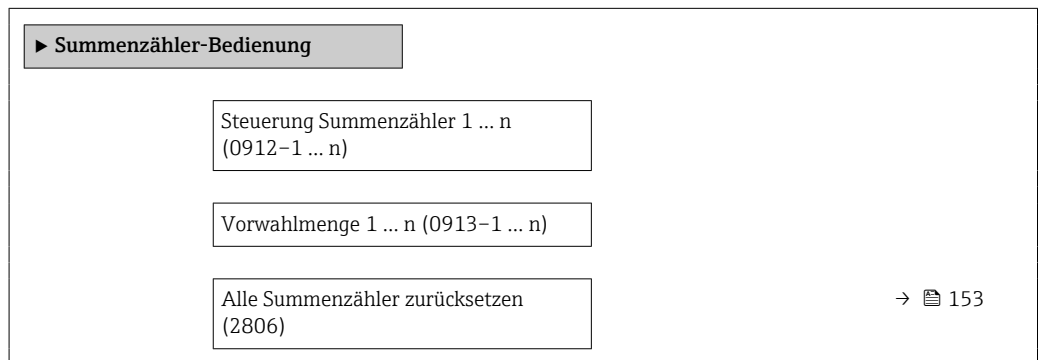 ▶ Summenzähler-Bedienung
Steuerung Summenzähler 1 … n
(0912–1 … n)
Vorwahlmenge 1 … n (0913–1 … n)
Alle Summenzähler zurücksetzen
(2806)
→ 🖹 153